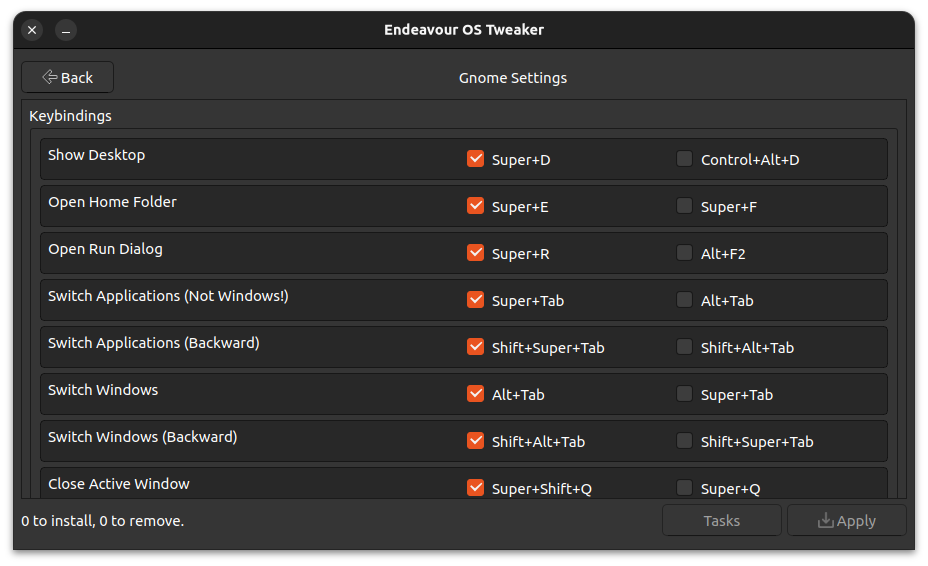 Endeavour OS Tweaker
Back
Gnome Settings
Keybindings
Show Desktop Super+D Control+Alt+D
Open Home Folder Super+E Super+F
Open Run Dialog Super+R Alt+F2
Switch Applications (Not Windows!) Super+Tab Alt+Tab
Switch Applications (Backward) Shift+Super+Tab Shift+Alt+Tab
Switch Windows Alt+Tab Super+Tab
Switch Windows (Backward) Shift+Alt+Tab Shift+Super+Tab
Close Active Window Super+Shift+Q Super+Q
0 to install, 0 to remove. Tasks Apply